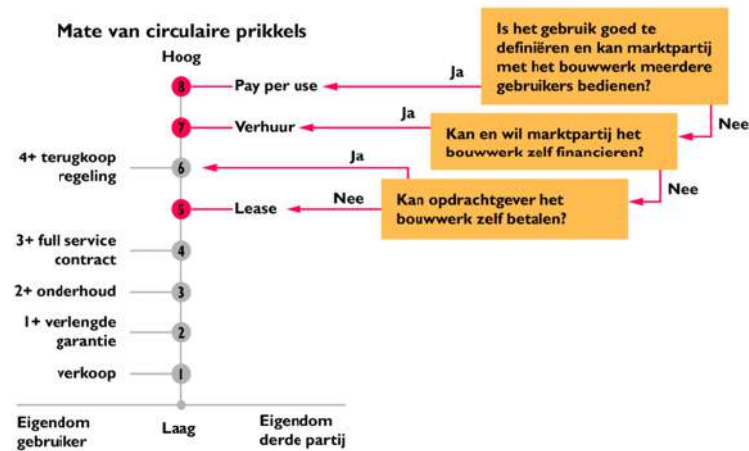 Mate van circulaire prikkels
Hoog
8 Pay per use
7 Verhuur
4+ terugkoop
regeling
6
5 Lease
3+ full service
contract
4
2+ onderhoud
3
1+ verlengde
garantie
2
verkoop
1
Eigendom
gebruiker
Laag
Eigendom
derde partij
Is het gebruik goed te
definiëren en kan marktpartij
met het bouwwerk meerdere
gebruikers bedienen?
Ja
Nee
Kan en wil marktpartij het
bouwwerk zelf financieren?
Ja
Nee
Kan opdrachtgever het
bouwwerk zelf betalen?
Ja
Nee